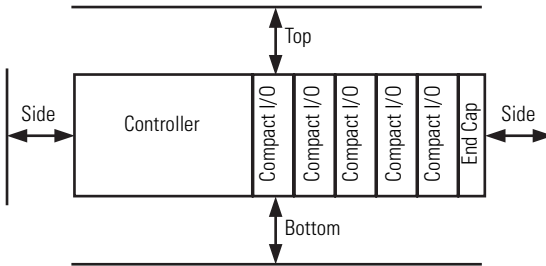 Top
Side
Controller
Compact I/O
Compact I/O
Compact I/O
Compact I/O
Compact I/O
End Cap
Side
Bottom